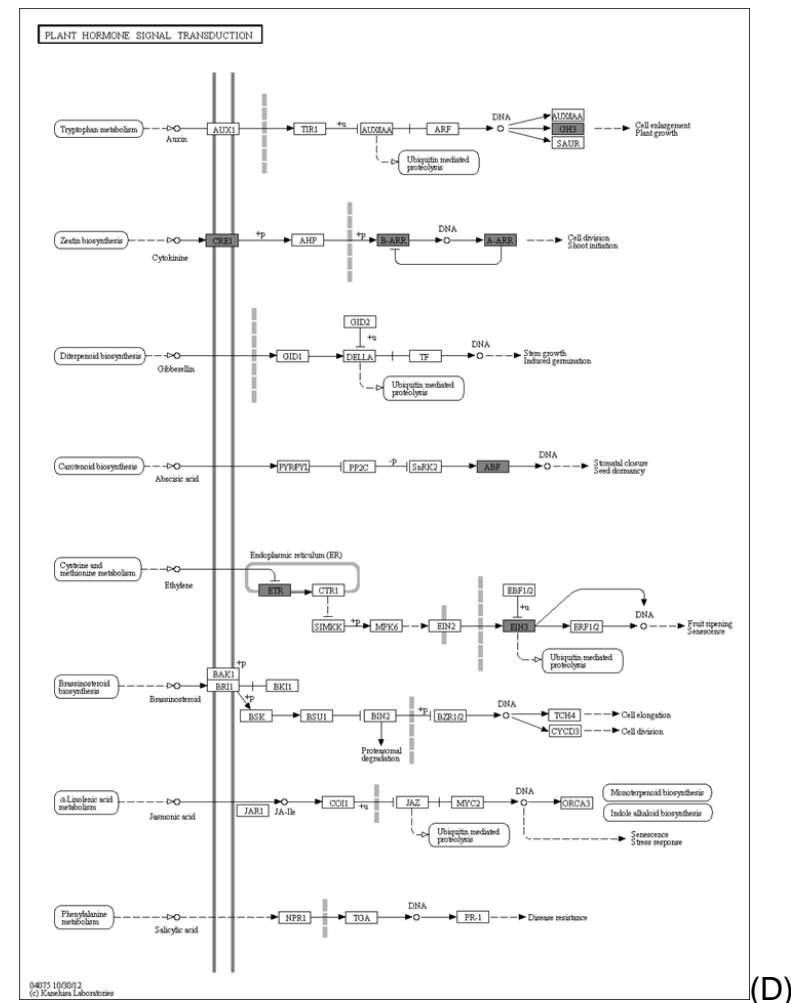 PLANT HORMONE SIGNAL TRANSDUCTION
Tryptophan metabolism
Auxin
AUX1
TIR1
+u
AUX/IAA
ARF
DNA
AUX/IAA
GH3
SAUR
Cell enlargement
Plant growth
Ubiquitin mediated
proteolysis
Zeatin biosynthesis
Cytokinine
CRE1
+p
AHP
+p
B-ARR
DNA
A-ARR
Cell division
Shoot initiation
Diterpenoid biosynthesis
Gibberellin
GID1
GID2
+u
DELLA
TF
DNA
Stem growth
Induced germination
Ubiquitin mediated
proteolysis
Carotenoid biosynthesis
Abscisic acid
PYR/PYL
PP2C
-p
SnRK2
ABF
DNA
Stomatal closure
Seed dormancy
Cysteine and
methionine metabolism
Ethylene
Endoplasmic reticulum (ER)
ETR
CTR1
SIMKK
+p
MPK6
EIN2
EBF1/2
+u
EIN3
ERF1/2
DNA
Fruit ripening
Senescence
Ubiquitin mediated
proteolysis
Brassinosteroid
biosynthesis
Brassinosteroid
BAK1
+p
BRI1
BKI1
+p
BSK
BSU1
BIN2
+p
BZR1/2
DNA
TCH4
Cell elongation
CYCD3
Cell division
Proteasomal
degradation
α-Linolenic acid
metabolism
Jasmonic acid
JAR1
JA-Ile
COI1
+u
JAZ
MYC2
DNA
ORCA3
Monoterpenoid biosynthesis
Indole alkaloid biosynthesis
Ubiquitin mediated
proteolysis
Senescence
Stress response
Phenylalanine
metabolism
Salicylic acid
NPR1
TGA
DNA
PR-1
Disease resistance
04075 10/30/12
(c) Kanehisa Laboratories
(D)